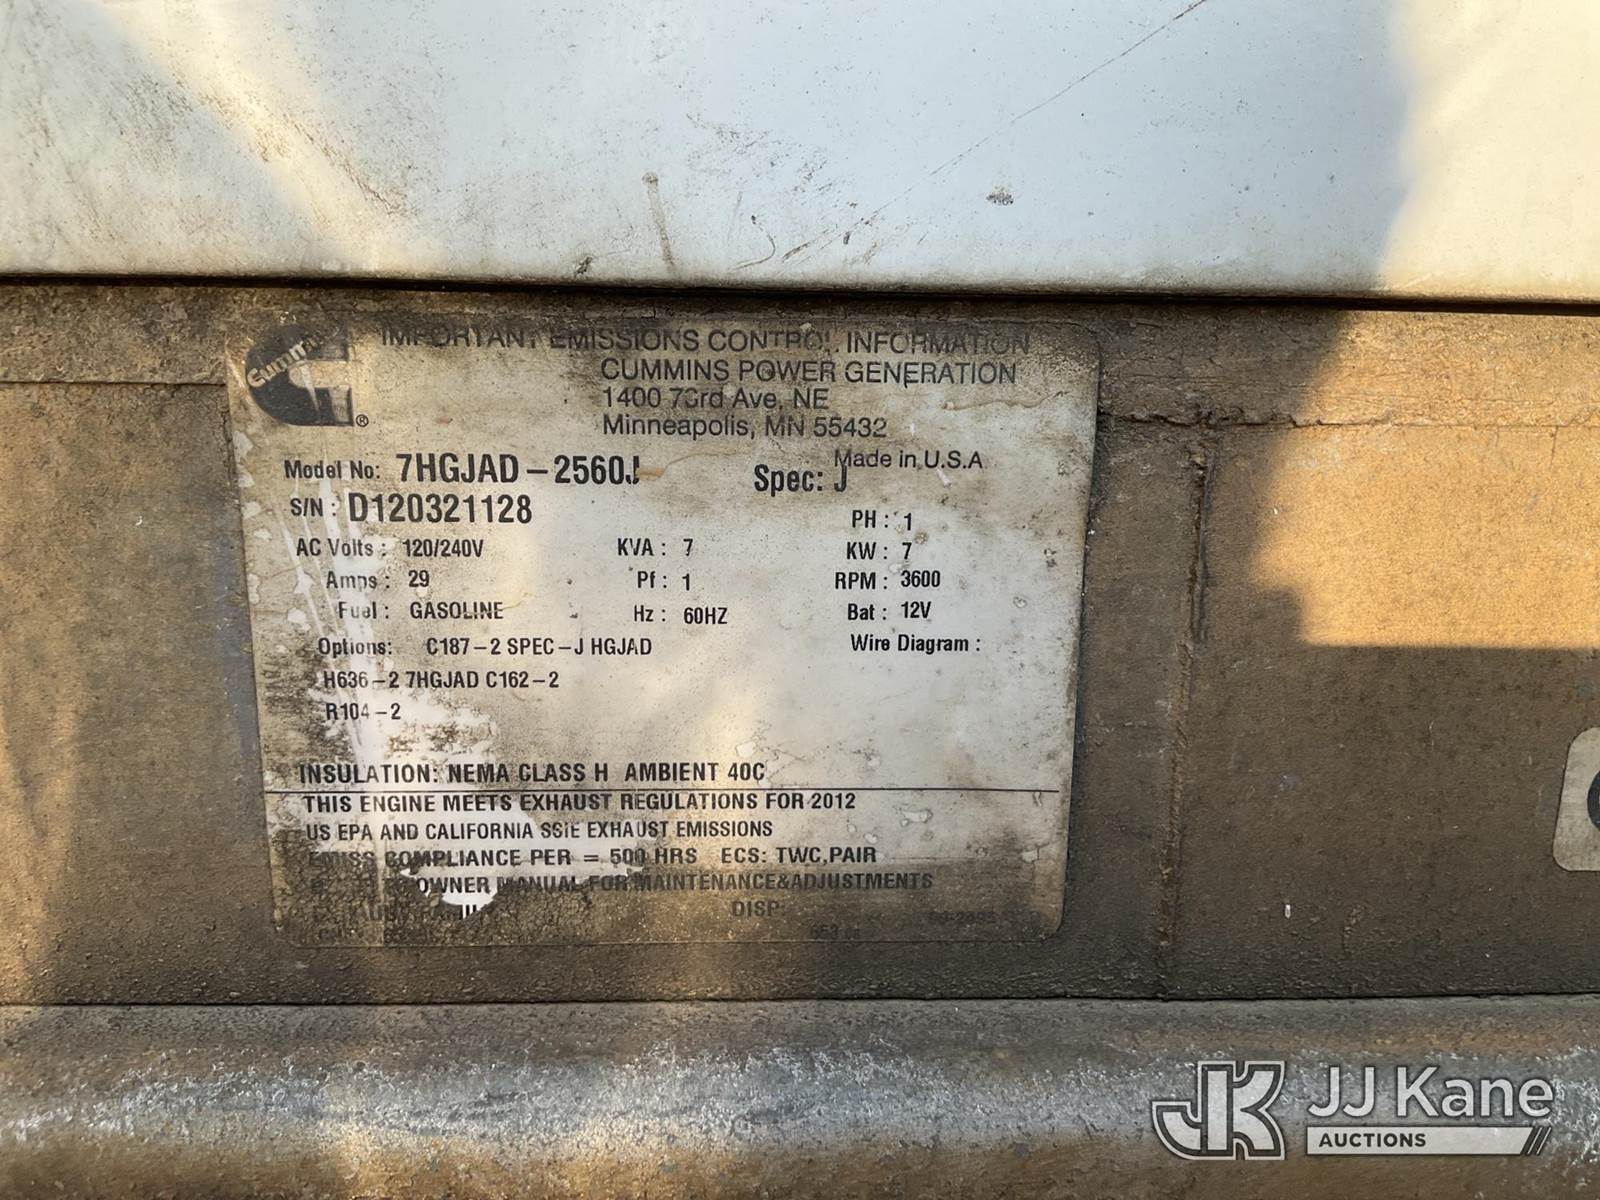 Cummins
®
IMPORTANT EMISSIONS CONTROL INFORMATION
CUMMINS POWER GENERATION
1400 73rd Ave. NE
Minneapolis, MN 55432
Made in U.S.A
Model No: 7HGJAD-2560J Spec: J
S/N: D120321128 PH: 1
AC Volts: 120/240V KVA: 7 KW: 7
Amps: 29 Pf: 1 RPM: 3600
Fuel: GASOLINE Hz: 60HZ Bat: 12V
Options: C187-2 SPEC-J HGJAD Wire Diagram:
H636-2 7HGJAD C162-2
R104-2
INSULATION: NEMA CLASS H AMBIENT 40C
THIS ENGINE MEETS EXHAUST REGULATIONS FOR 2012
US EPA AND CALIFORNIA SSIE EXHAUST EMISSIONS
EMISS COMPLIANCE PER = 500 HRS ECS: TWC,PAIR
OWNER MANUAL FOR MAINTENANCE&ADJUSTMENTS
DISP:
JK JJ Kane
AUCTIONS